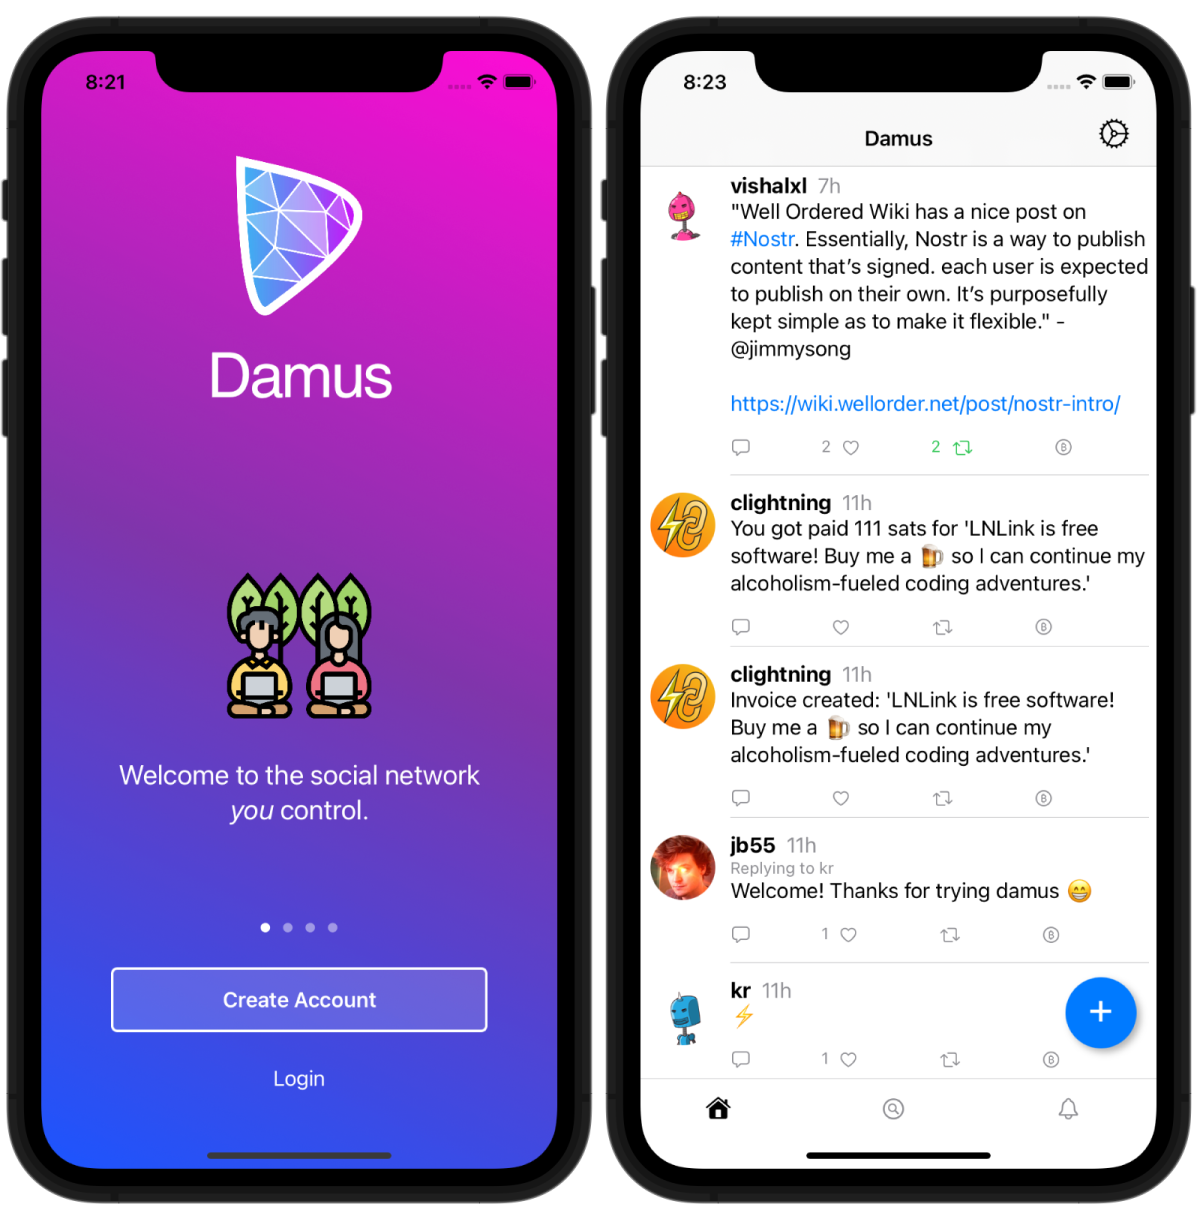 8:21
Damus
Welcome to the social network
you control.
Create Account
Login
8:23
Damus
vishalxl 7h
"Well Ordered Wiki has a nice post on
#Nostr. Essentially, Nostr is a way to publish
content that’s signed. each user is expected
to publish on their own. It’s purposefully
kept simple as to make it flexible." -
@jimmysong
https://wiki.wellorder.net/post/nostr-intro/
2 2
clightning 11h
You got paid 111 sats for 'LNLink is free
software! Buy me a 🍺 so I can continue my
alcoholism-fueled coding adventures.'
clightning 11h
Invoice created: 'LNLink is free software!
Buy me a 🍺 so I can continue my
alcoholism-fueled coding adventures.'
jb55 11h
Replying to kr
Welcome! Thanks for trying damus 😁
1
kr 11h
⚡
1